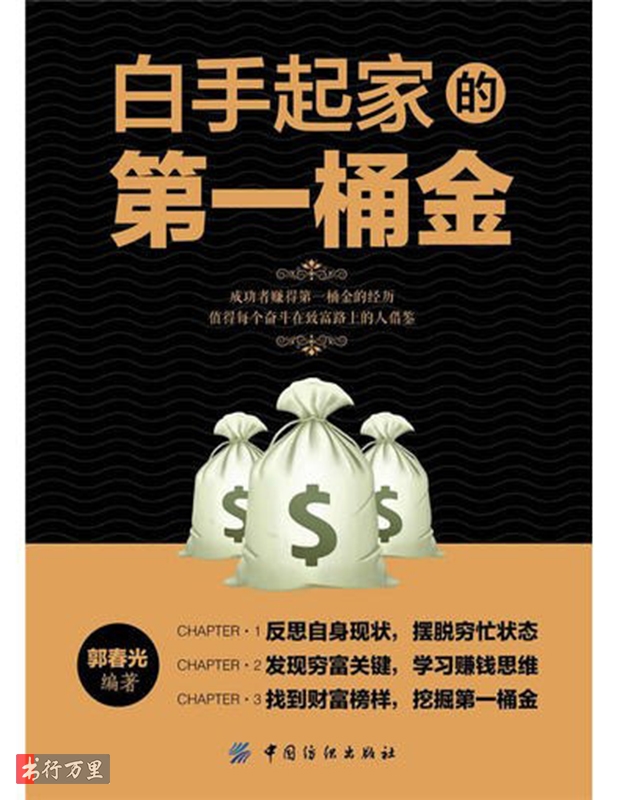 白手起家的
第一桶金
成功者赚得第一桶金的经历
值得每个奋斗在致富路上的人借鉴
$ $ $
CHAPTER·1 反思自身现状，摆脱穷忙状态
郭春光
编著
CHAPTER·2 发现穷富关键，学习赚钱思维
CHAPTER·3 找到财富榜样，挖掘第一桶金
中国纺织出版社
书行万里